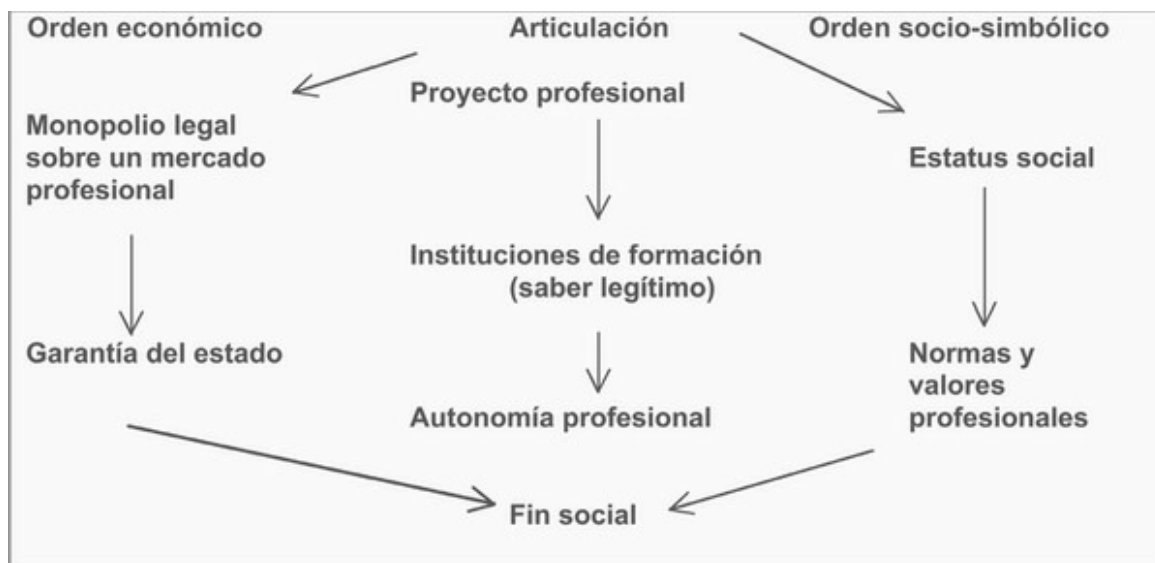 Orden económico
Articulación
Orden socio-simbólico
Proyecto profesional
Monopolio legal
sobre un mercado
profesional
Estatus social
Instituciones de formación
(saber legítimo)
Garantía del estado
Normas y
valores
profesionales
Autonomía profesional
Fin social